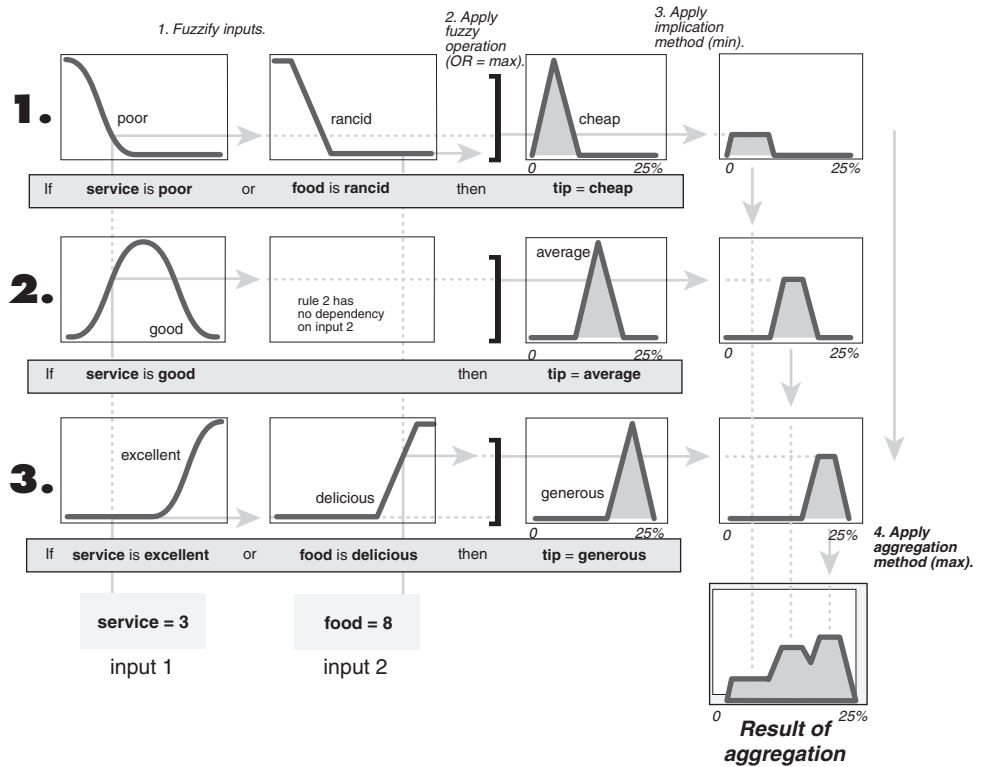 1. Fuzzify inputs.
2. Apply
fuzzy
operation
(OR = max).
3. Apply
implication
method (min).
1.
poor
rancid
cheap
0 25%
0 25%
If service is poor or food is rancid then tip = cheap
2.
good
rule 2 has
no dependency
on input 2
average
0 25%
0 25%
If service is good then tip = average
3.
excellent
delicious
generous
0 25%
0 25%
If service is excellent or food is delicious then tip = generous
4. Apply
aggregation
method (max).
service = 3
food = 8
input 1
input 2
0 25%
Result of
aggregation